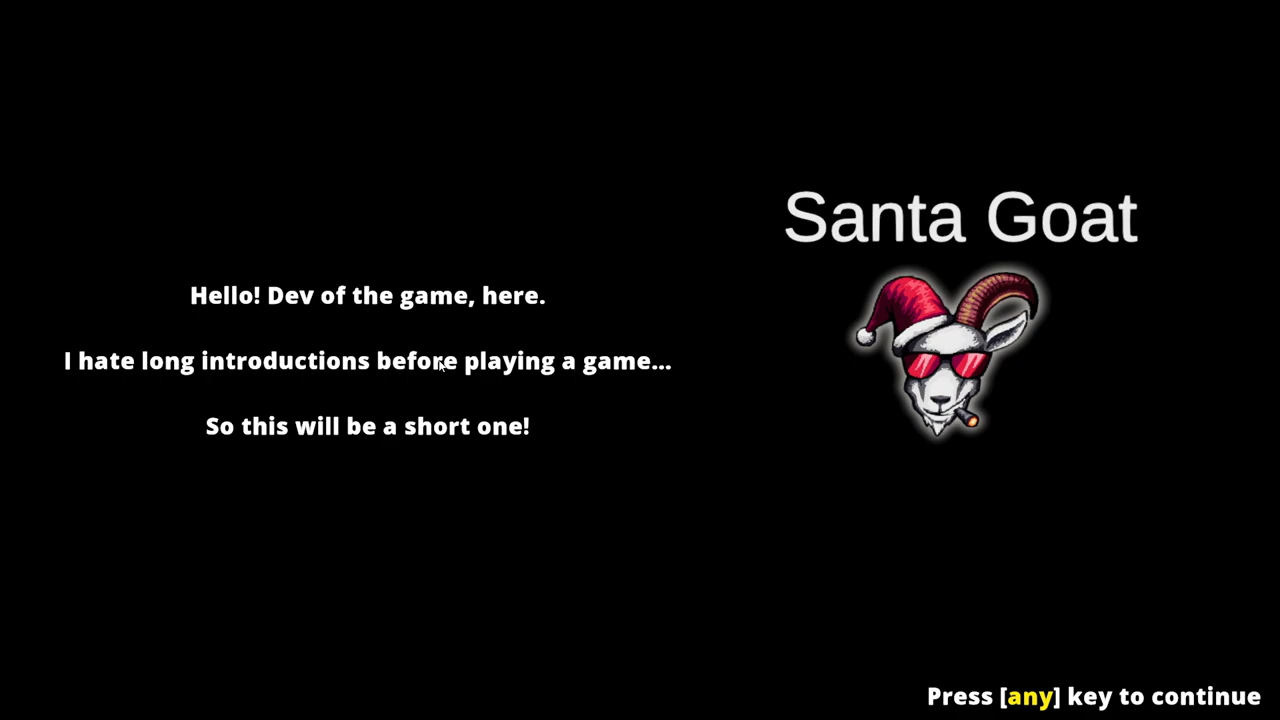 Santa Goat
Hello! Dev of the game, here.
I hate long introductions before playing a game...
So this will be a short one!
Press [any] key to continue